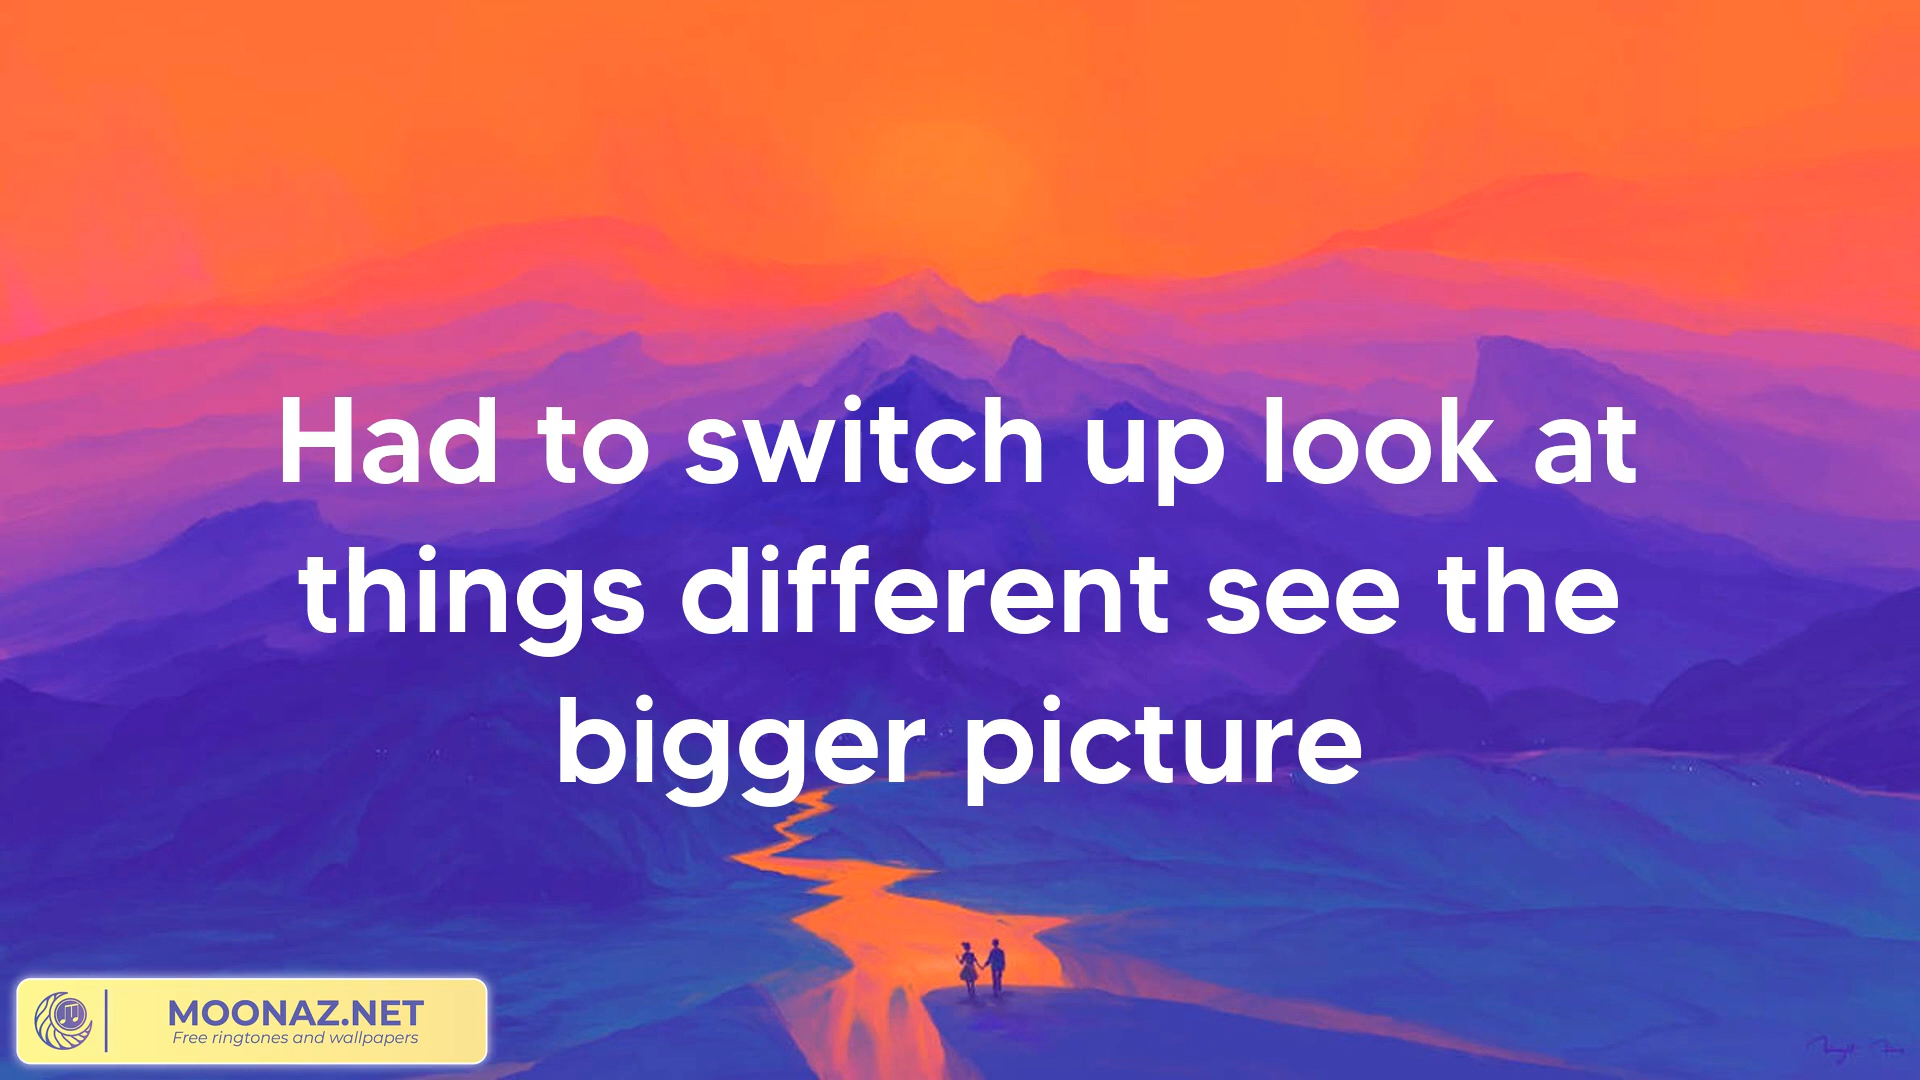 Had to switch up look at
things different see the
bigger picture
MOONAZ.NET
Free ringtones and wallpapers